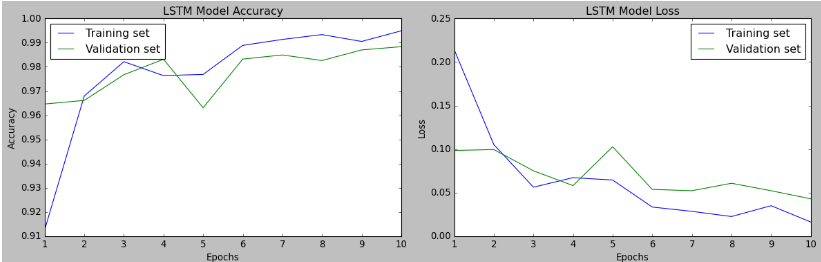 LSTM Model Accuracy
1.00
0.99
0.98
0.97
0.96
0.95
0.94
0.93
0.92
0.91
Accuracy
Training set
Validation set
1 2 3 4 5 6 7 8 9 10
Epochs
LSTM Model Loss
0.25
0.20
0.15
0.10
0.05
0.00
Loss
Training set
Validation set
1 2 3 4 5 6 7 8 9 10
Epochs